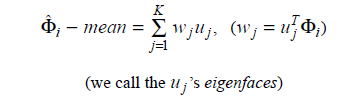 Φ̂ᵢ − mean = Σⱼ₌₁ᴷ wⱼuⱼ, (wⱼ = uⱼᵀΦᵢ)
(we call the uⱼ's eigenfaces)